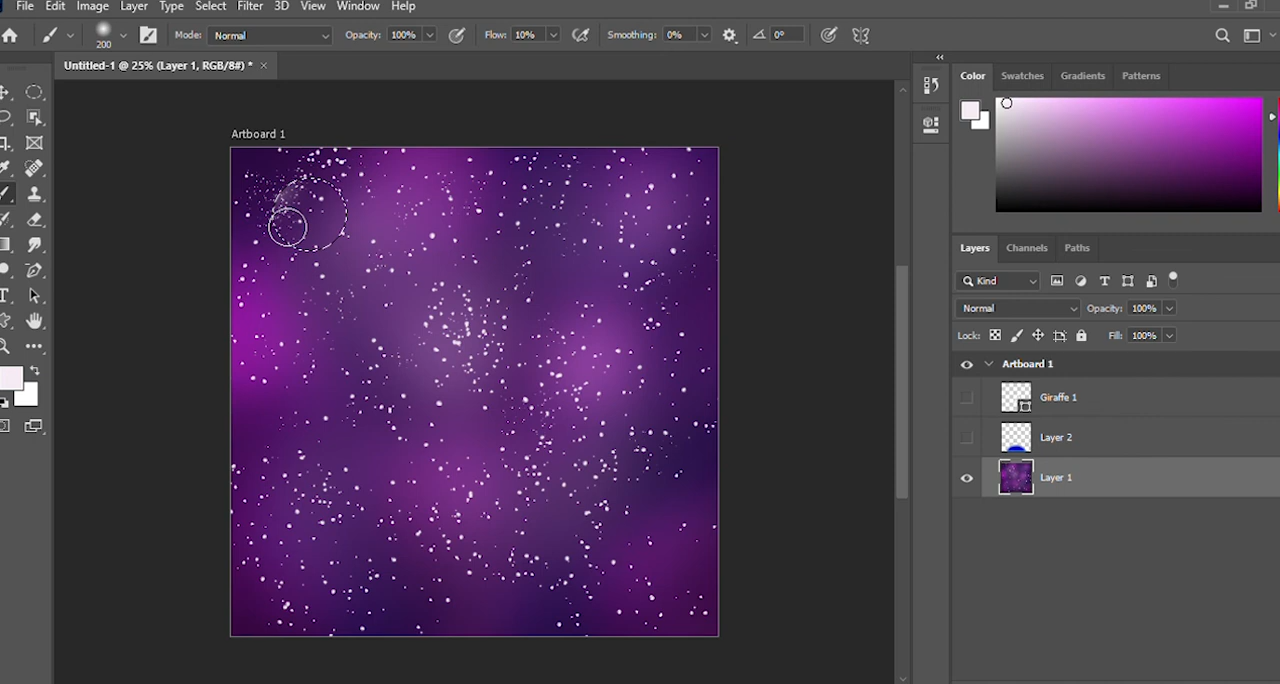 File Edit Image Layer Type Select Filter 3D View Window Help
200 Mode: Normal Opacity: 100% Flow: 10% Smoothing: 0% 0°
Untitled-1 @ 25% (Layer 1, RGB/8#) * ×
Artboard 1
Color Swatches Gradients Patterns
Layers Channels Paths
Kind
Normal Opacity: 100%
Lock: Fill: 100%
Artboard 1
Giraffe 1
Layer 2
Layer 1